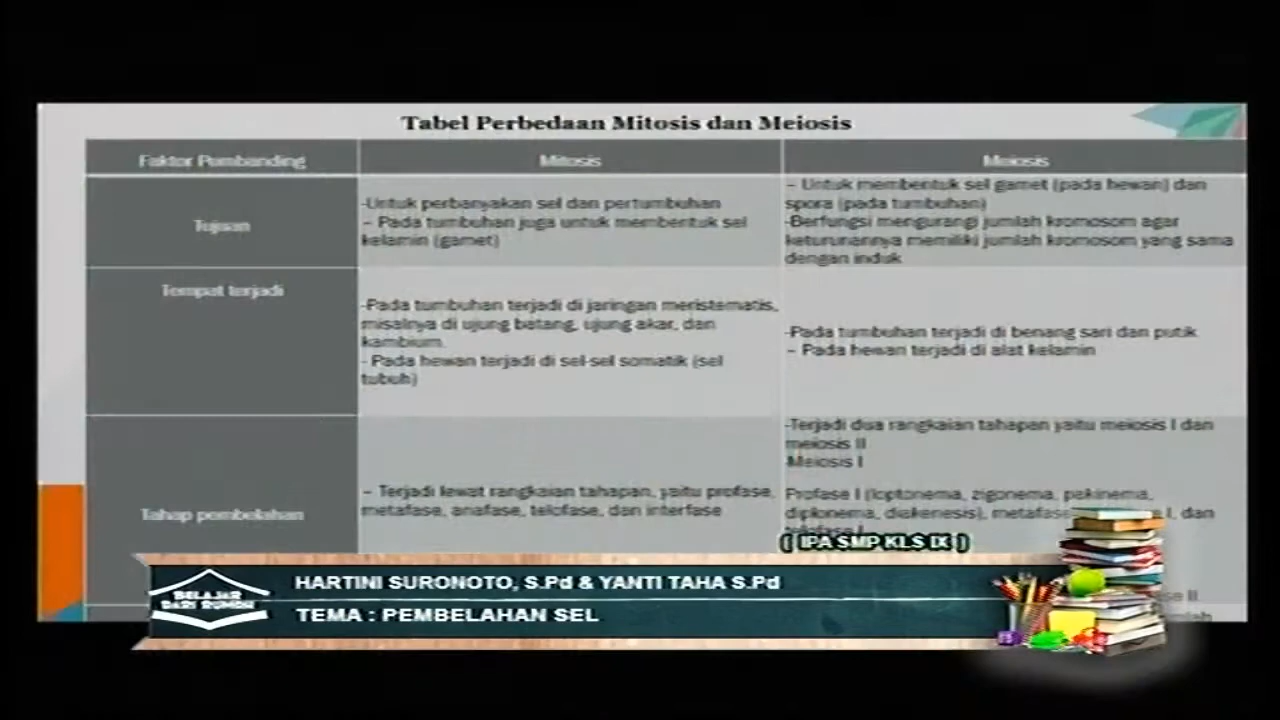 Tabel Perbedaan Mitosis dan Meiosis
Faktor Pembanding
Mitosis
Meiosis
Tujuan
-Untuk perbanyakan sel dan pertumbuhan
– Pada tumbuhan juga untuk membentuk sel
kelamin (gamet)
– Untuk membentuk sel gamet (pada hewan) dan
spora (pada tumbuhan)
-Berfungsi mengurangi jumlah kromosom agar
keturunannya memiliki jumlah kromosom yang sama
dengan induk
Tempat terjadi
-Pada tumbuhan terjadi di jaringan meristematis,
misalnya di ujung batang, ujung akar, dan
kambium.
- Pada hewan terjadi di sel-sel somatik (sel
tubuh)
-Pada tumbuhan terjadi di benang sari dan putik
– Pada hewan terjadi di alat kelamin
Tahap pembelahan
– Terjadi lewat rangkaian tahapan, yaitu profase,
metafase, anafase, telofase, dan interfase
-Terjadi dua rangkaian tahapan yaitu meiosis I dan
meiosis II
-Meiosis I
Profase I (leptonema, zigonema, pakinema,
diplonema, diakenesis), metafase I, dan
telofase I
( IPA SMP KLS IX )
BELAJAR
DARI RUMAH
HARTINI SURONOTO, S.Pd & YANTI TAHA S.Pd
TEMA : PEMBELAHAN SEL